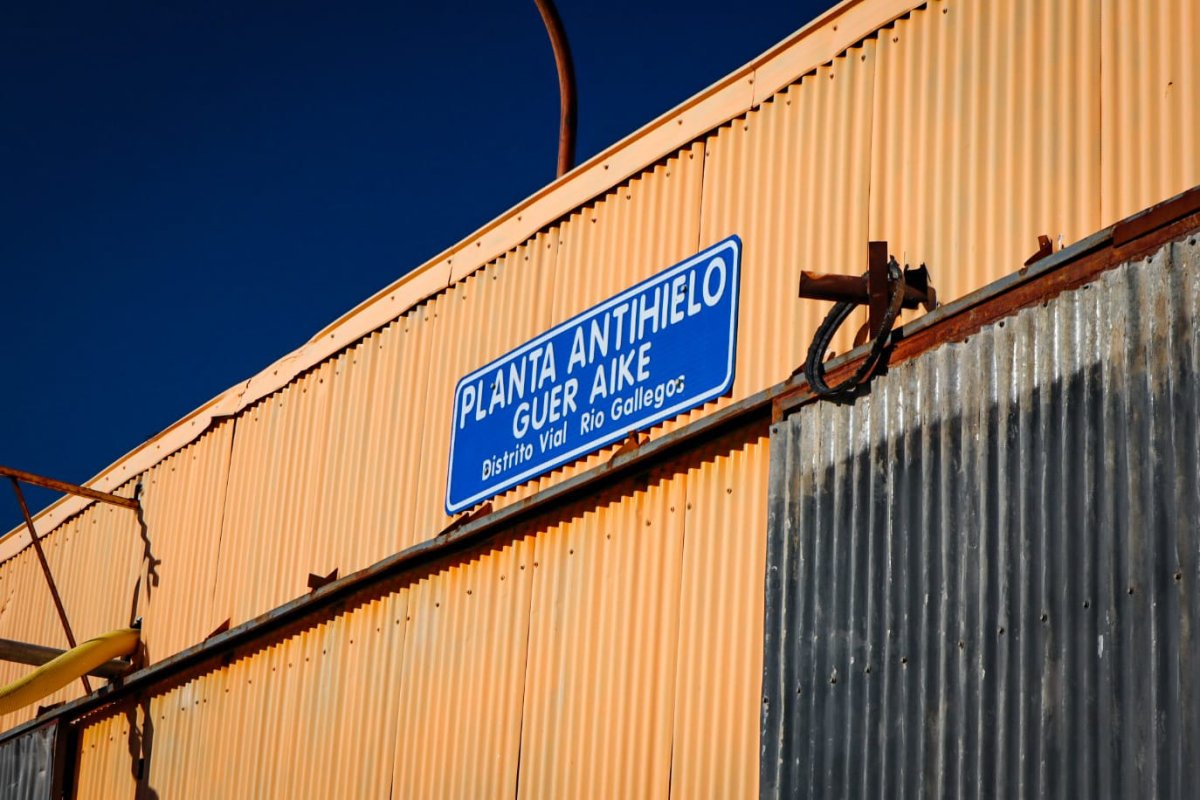 PLANTA ANTIHIELO
GUER AIKE
Distrito Vial Rio Gallegos